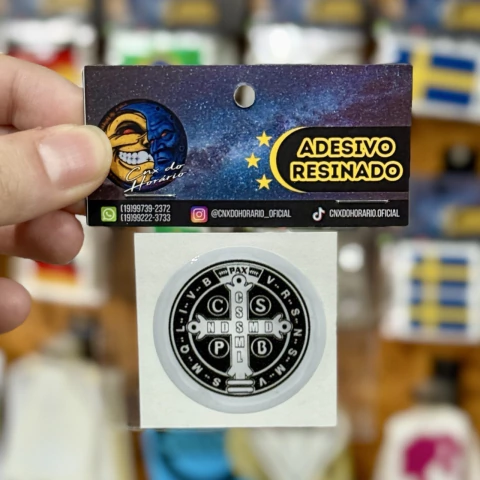 ADESIVO
RESINADO
Cnx do
Horário
(19)99739-2372
(19)99222-3733
@CNXDOHORARIO_OFICIAL
CNXDOHORARIO.OFICIAL
PAX
V · R · S · N · S · M · V
S · M · Q · L · I · V · B
C S
C
S
S
N D S M D
M
L
P B